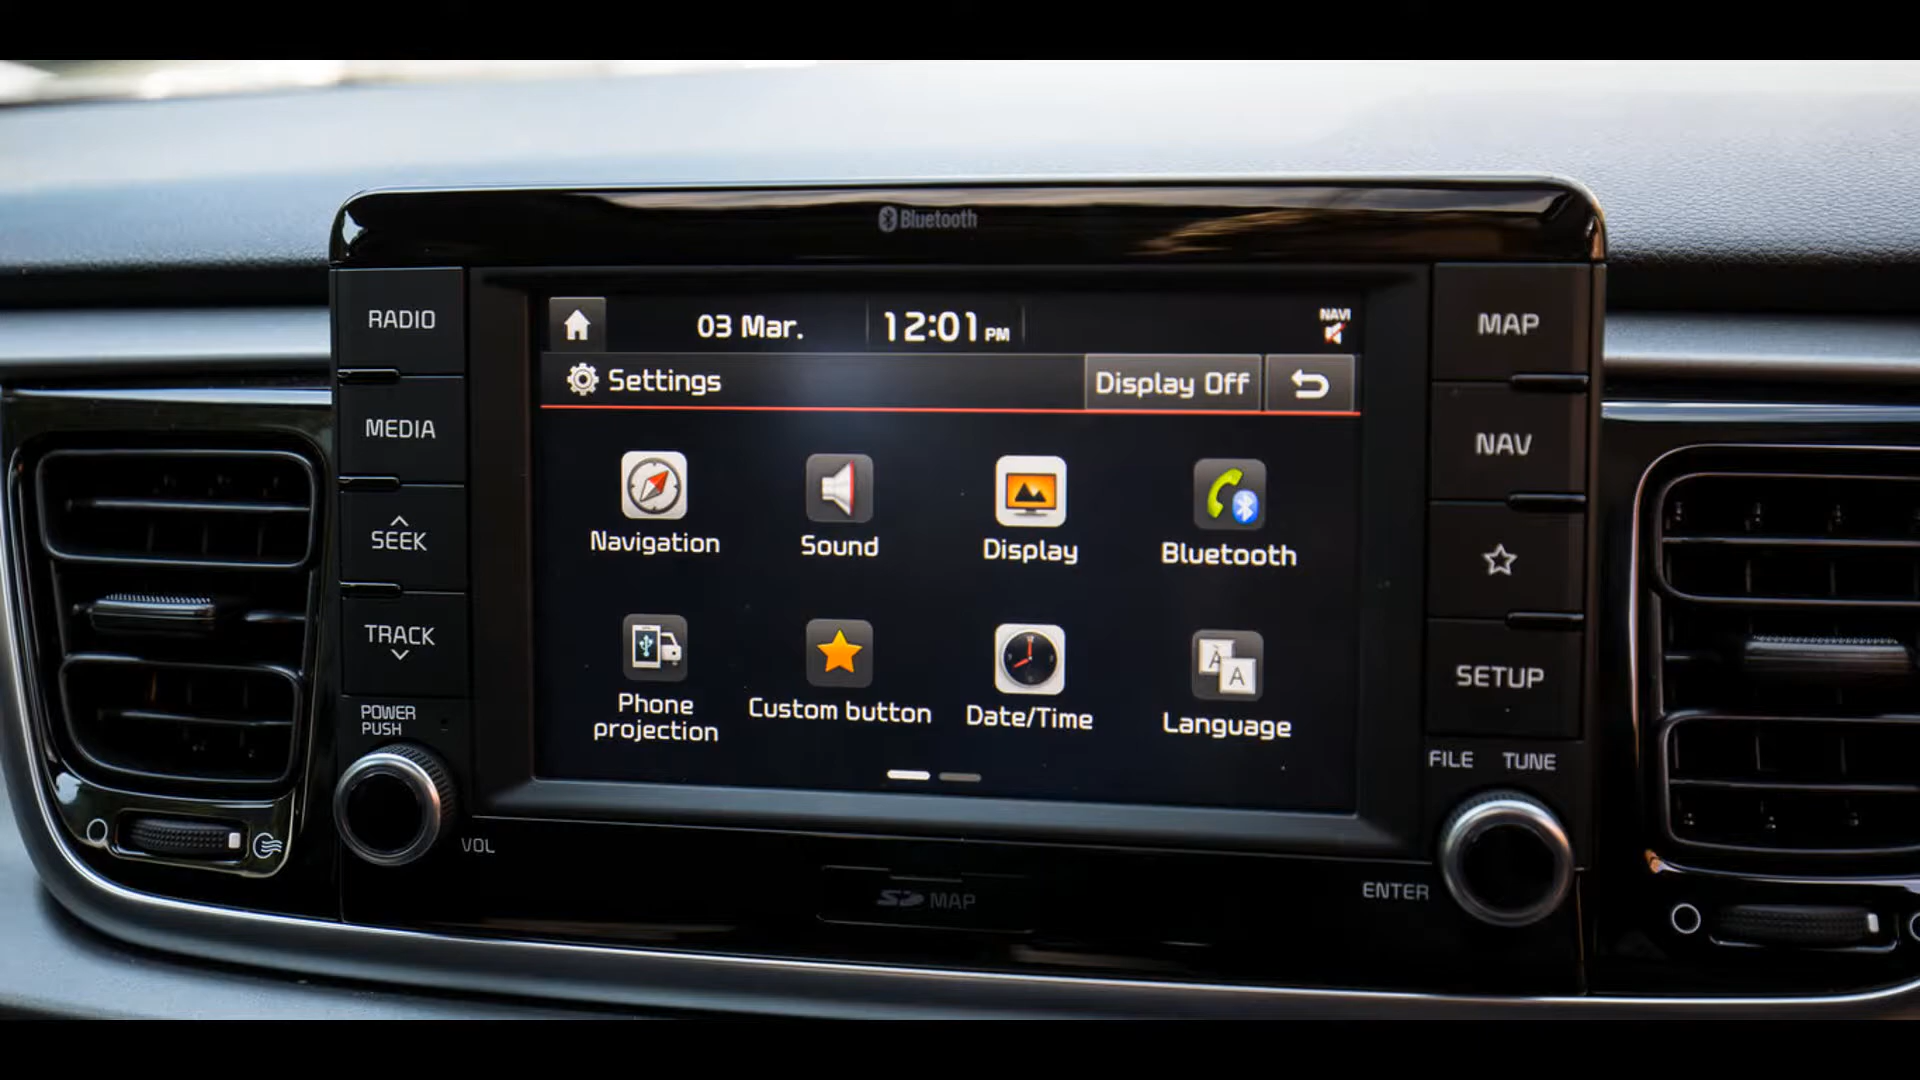 Bluetooth
RADIO
MEDIA
SEEK
TRACK
POWER
PUSH
VOL
03 Mar.
12:01 PM
NAVI
Settings
Display Off
Navigation
Sound
Display
Bluetooth
Phone
projection
Custom button
Date/Time
Language
MAP
NAV
SETUP
FILE
TUNE
ENTER
SD MAP